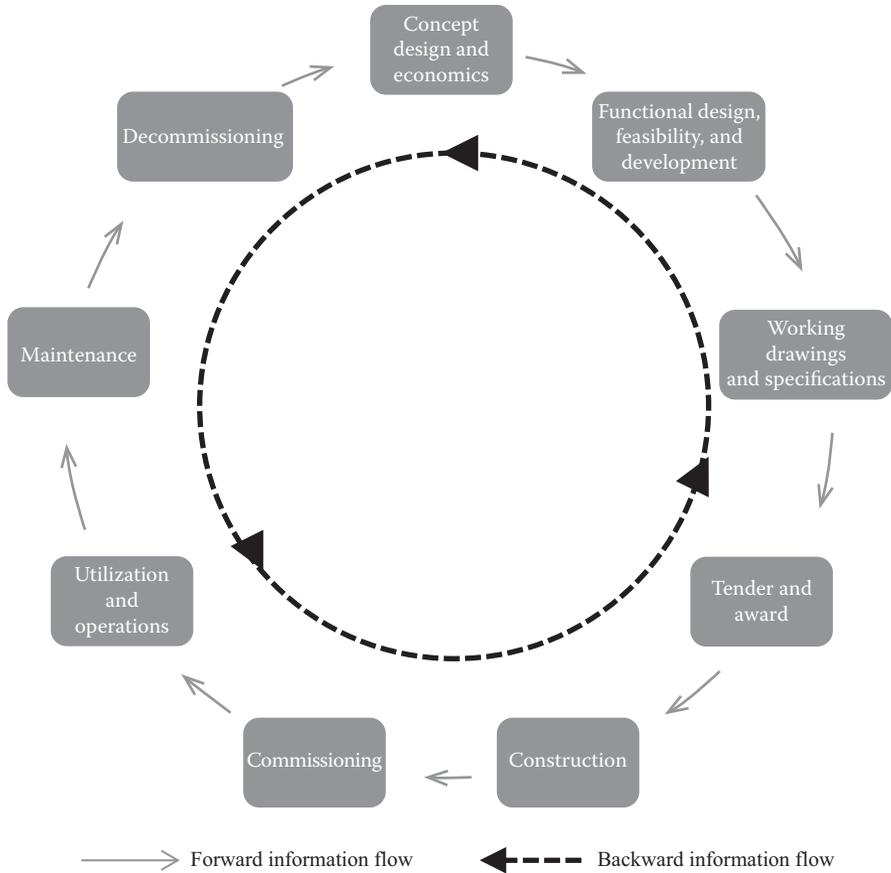 Concept
design and
economics
Functional design,
feasibility, and
development
Working
drawings
and specifications
Tender and
award
Construction
Commissioning
Utilization
and
operations
Maintenance
Decommissioning
Forward information flow
Backward information flow